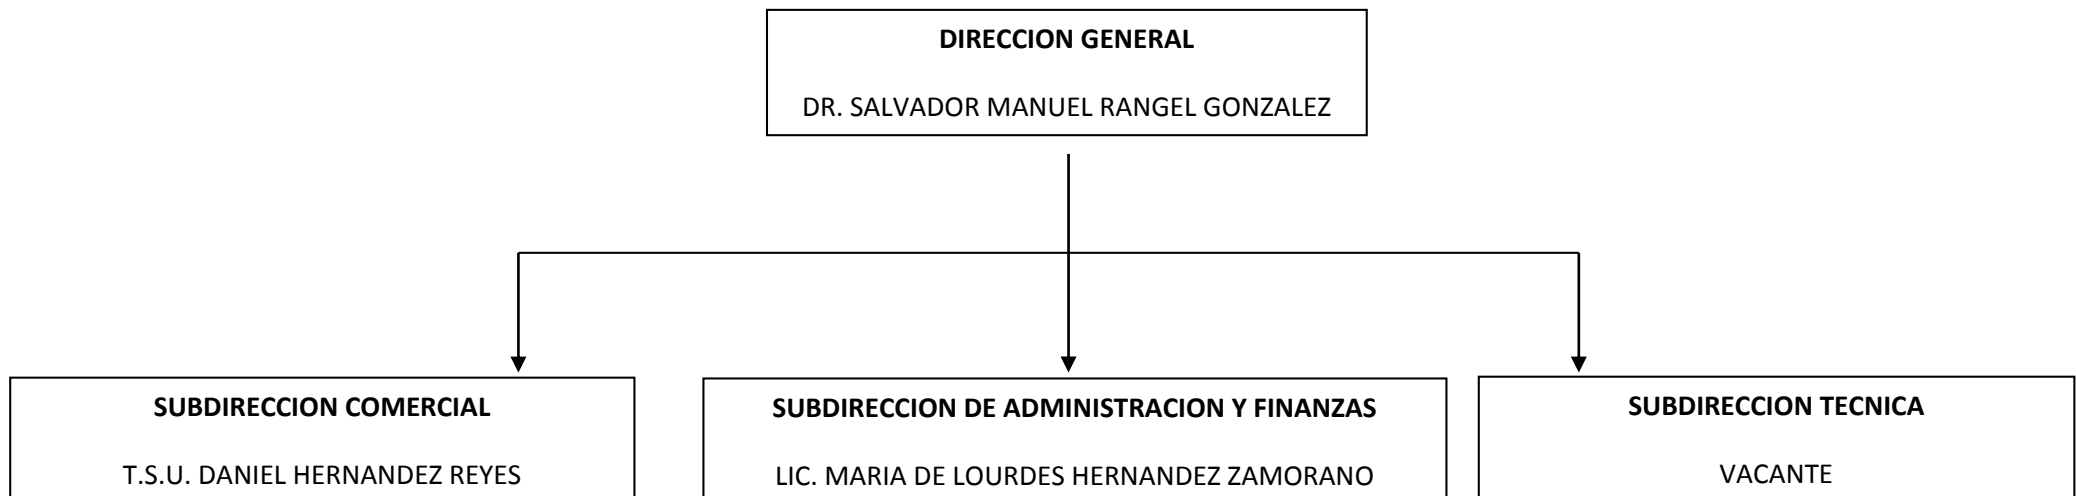 DIRECCION GENERAL
DR. SALVADOR MANUEL RANGEL GONZALEZ
SUBDIRECCION COMERCIAL
T.S.U. DANIEL HERNANDEZ REYES
SUBDIRECCION DE ADMINISTRACION Y FINANZAS
LIC. MARIA DE LOURDES HERNANDEZ ZAMORANO
SUBDIRECCION TECNICA
VACANTE